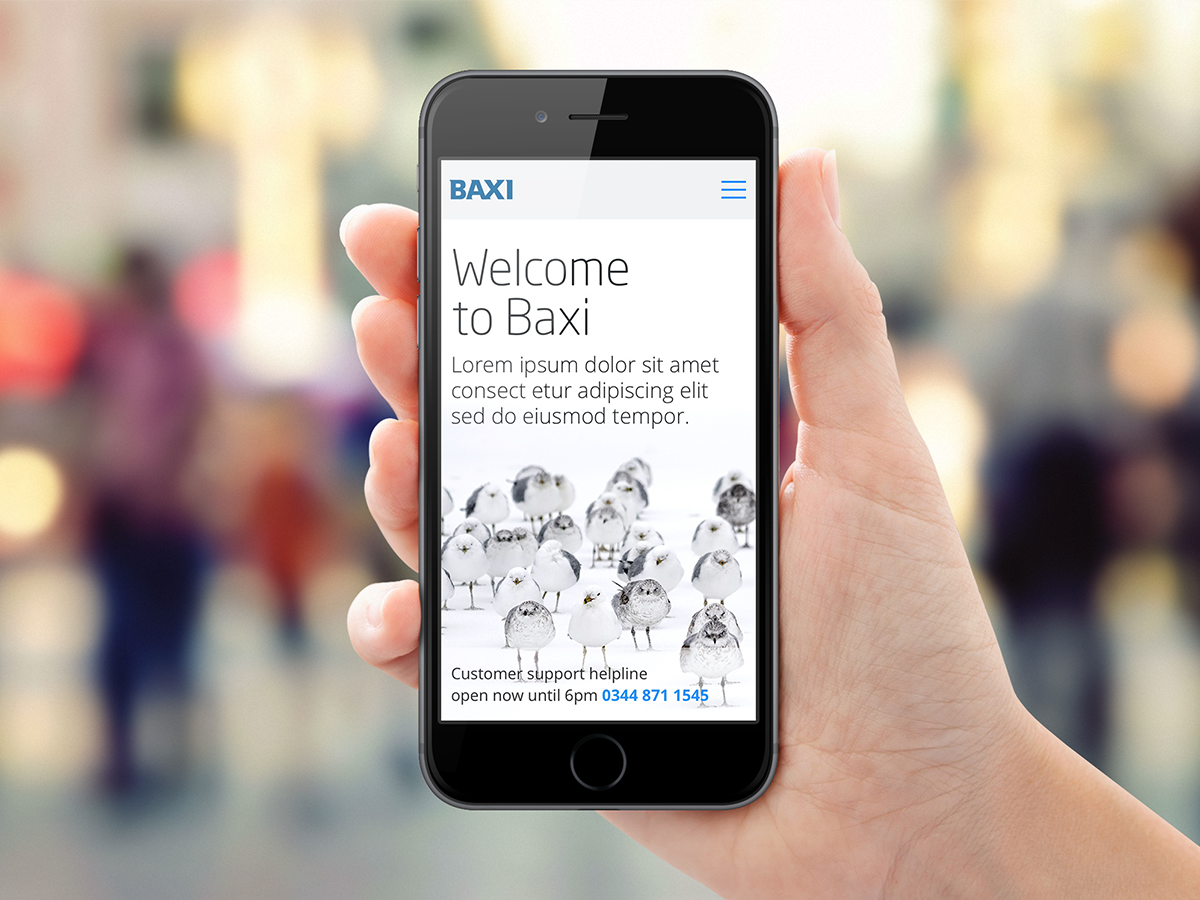 BAXI
Welcome
to Baxi
Lorem ipsum dolor sit amet
consect etur adipiscing elit
sed do eiusmod tempor.
Customer support helpline
open now until 6pm 0344 871 1545